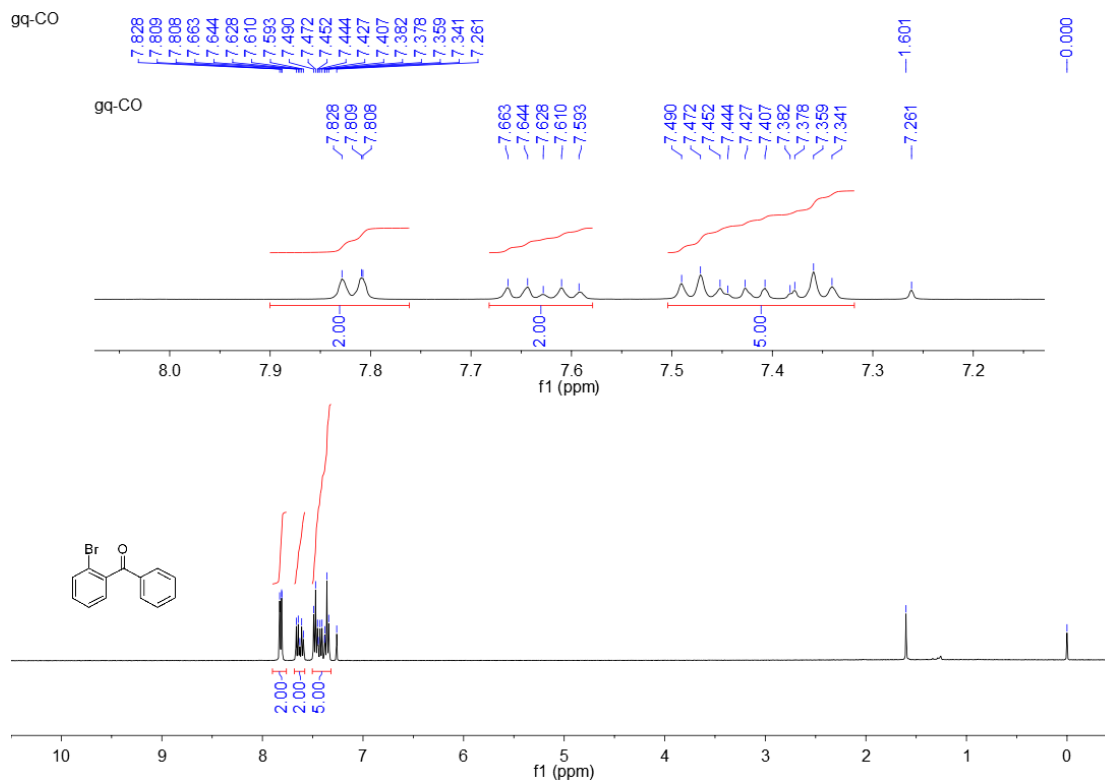 gq-CO
7.828 7.809 7.808 7.663 7.644 7.628 7.610 7.593 7.490 7.472 7.452 7.444 7.427 7.407 7.382 7.378 7.359 7.341 7.261
1.601
0.000
gq-CO
7.828 7.809 7.808
7.663 7.644 7.628 7.610 7.593
7.490 7.472 7.452 7.444 7.427 7.407 7.382 7.378 7.359 7.341
7.261
2.00 2.00 5.00
8.0 7.9 7.8 7.7 7.6 7.5 7.4 7.3 7.2
f1 (ppm)
Br O
2.00 2.00 5.00
10 9 8 7 6 5 4 3 2 1 0
f1 (ppm)